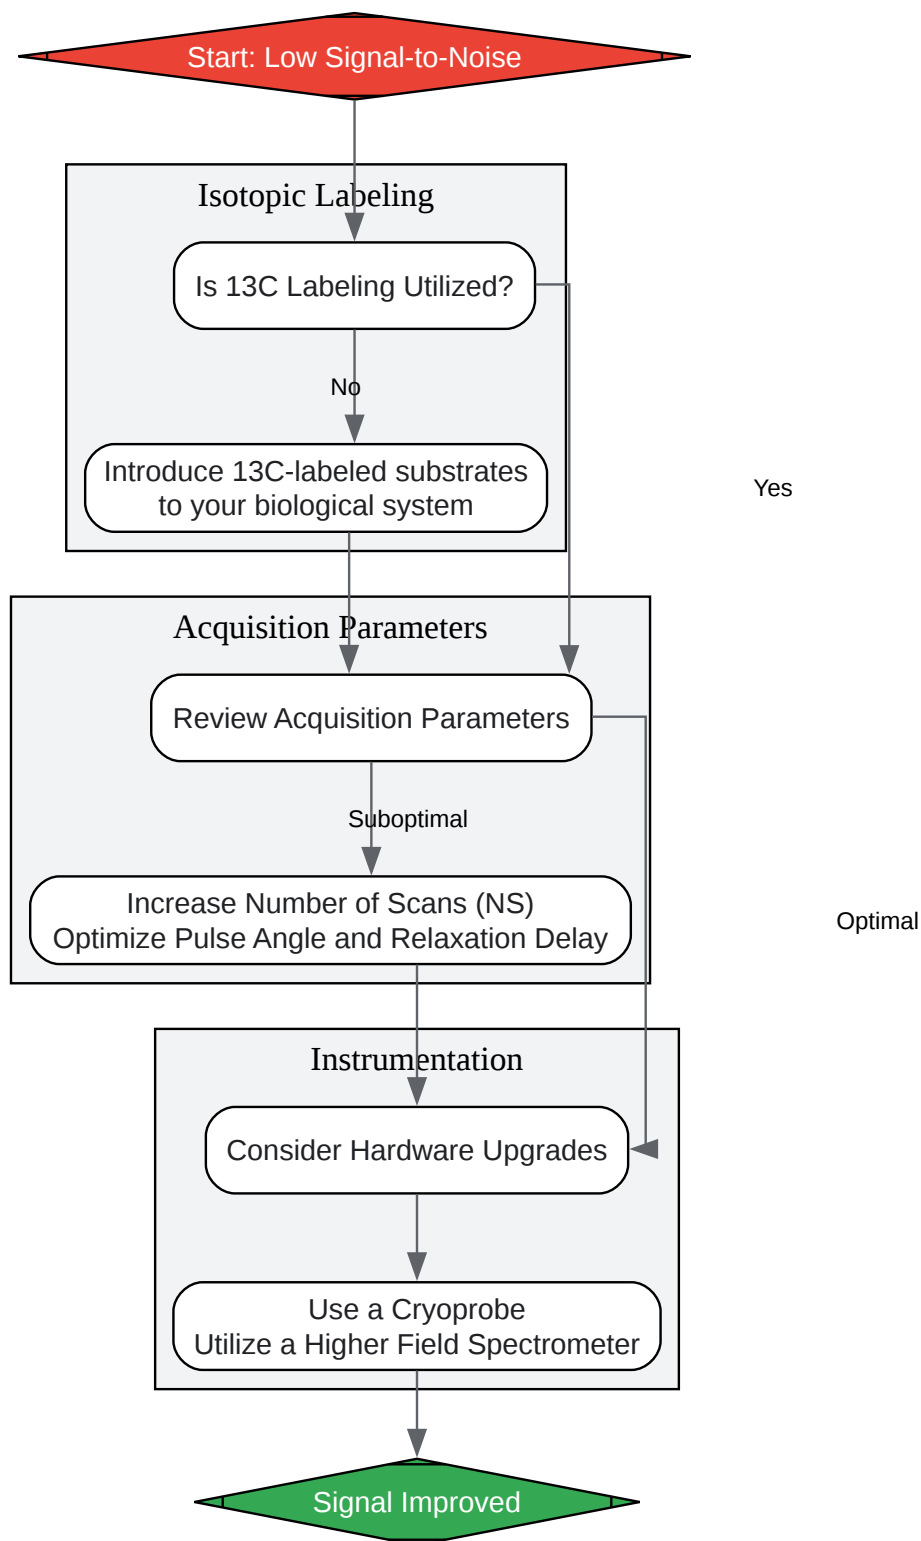 Start: Low Signal-to-Noise
Isotopic Labeling
Is 13C Labeling Utilized?
No
Introduce 13C-labeled substrates
to your biological system
Yes
Acquisition Parameters
Review Acquisition Parameters
Suboptimal
Increase Number of Scans (NS)
Optimize Pulse Angle and Relaxation Delay
Optimal
Instrumentation
Consider Hardware Upgrades
Use a Cryoprobe
Utilize a Higher Field Spectrometer
Signal Improved